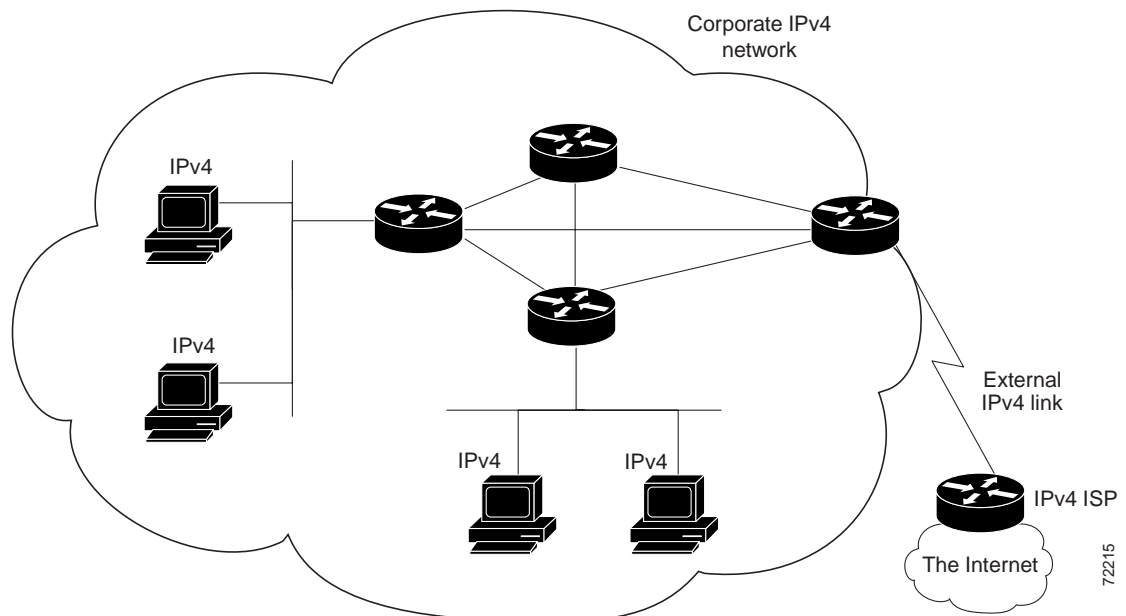 Corporate IPv4
network
IPv4
IPv4
IPv4
IPv4
External
IPv4 link
IPv4 ISP
The Internet
72215